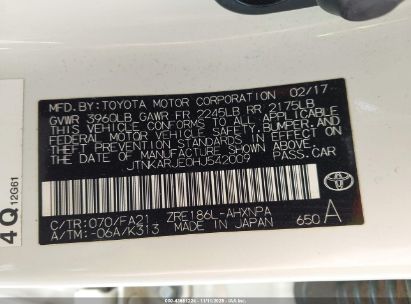 MFD. BY: TOYOTA MOTOR CORPORATION 02/17
GVWR 3960LB GAWR FR 2245LB RR 2175LB
THIS VEHICLE CONFORMS TO ALL APPLICABLE
FEDERAL MOTOR VEHICLE SAFETY, BUMPER, AND
THEFT PREVENTION STANDARDS IN EFFECT ON THE
DATE OF MANUFACTURE SHOWN ABOVE.
JTNKARJE0HJ542009 PASS. CAR
C/TR: 070/FA21 ZRE186L-AHXNPA
A/TM: -06A/K313 MADE IN JAPAN 650 A
TOYOTA
4Q 12G61